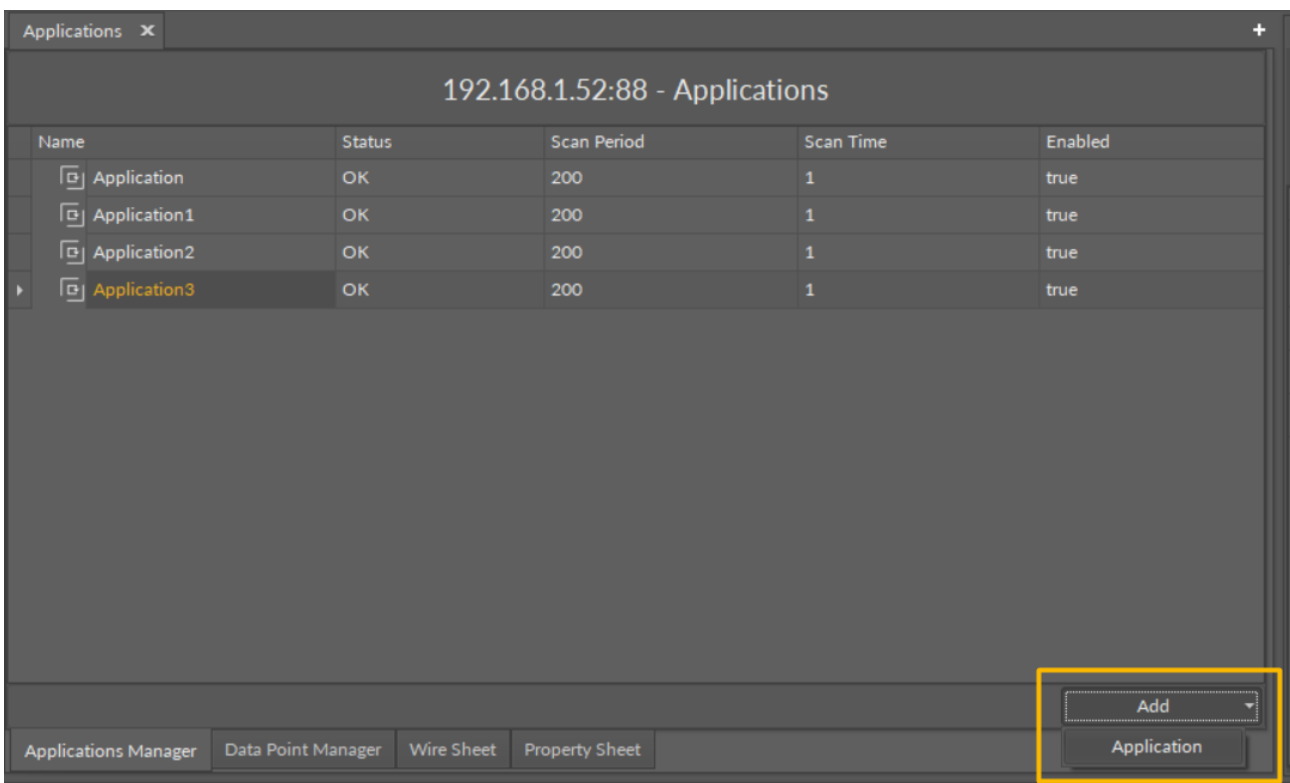 Applications ×
+
192.168.1.52:88 - Applications
Name Status Scan Period Scan Time Enabled
Application OK 200 1 true
Application1 OK 200 1 true
Application2 OK 200 1 true
Application3 OK 200 1 true
Add
Applications Manager Data Point Manager Wire Sheet Property Sheet Application